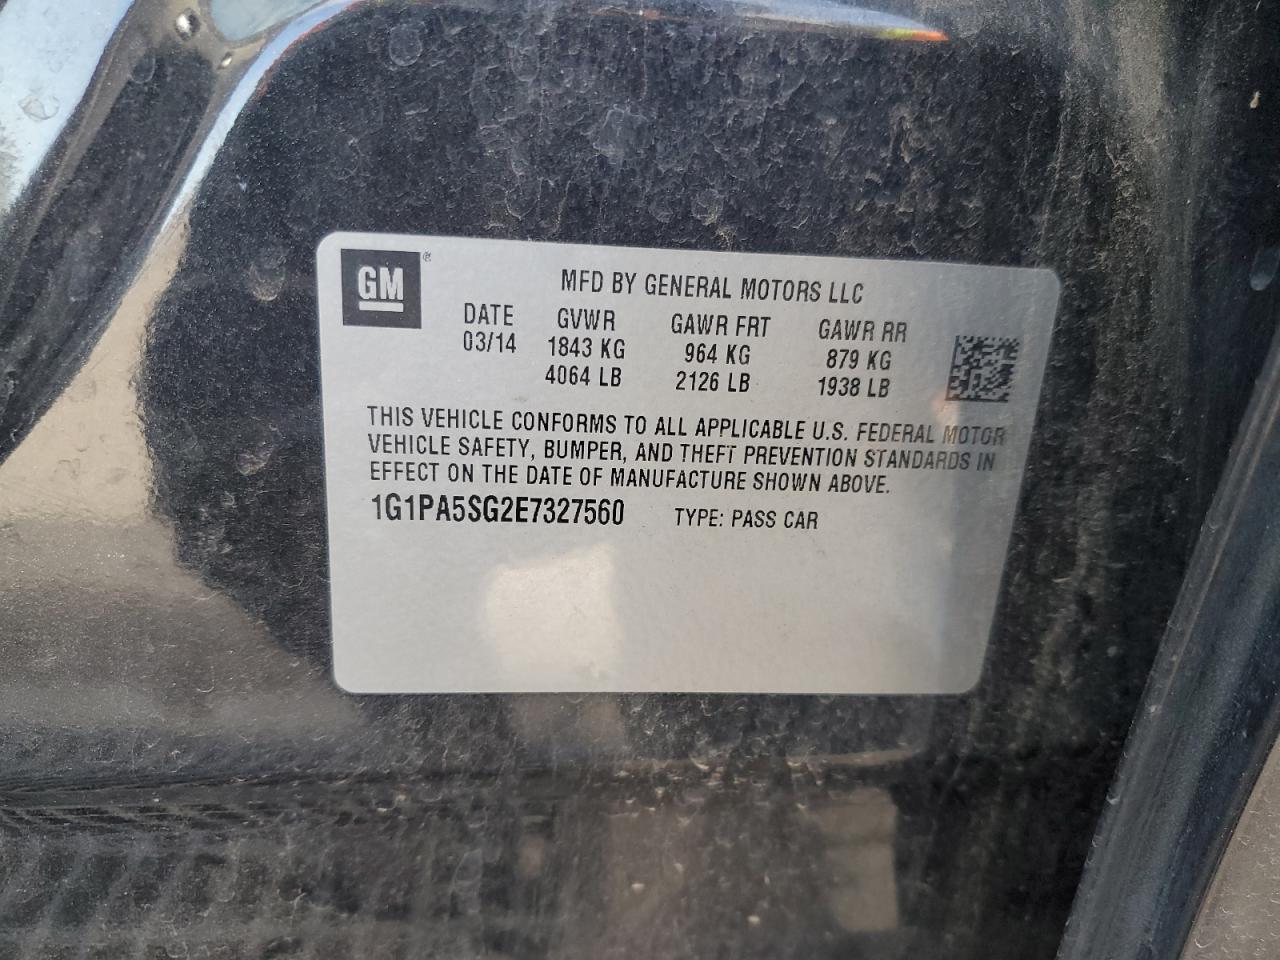 GM®
MFD BY GENERAL MOTORS LLC
DATE GVWR GAWR FRT GAWR RR
03/14 1843 KG 964 KG 879 KG
4064 LB 2126 LB 1938 LB
THIS VEHICLE CONFORMS TO ALL APPLICABLE U.S. FEDERAL MOTOR
VEHICLE SAFETY, BUMPER, AND THEFT PREVENTION STANDARDS IN
EFFECT ON THE DATE OF MANUFACTURE SHOWN ABOVE.
1G1PA5SG2E7327560 TYPE: PASS CAR